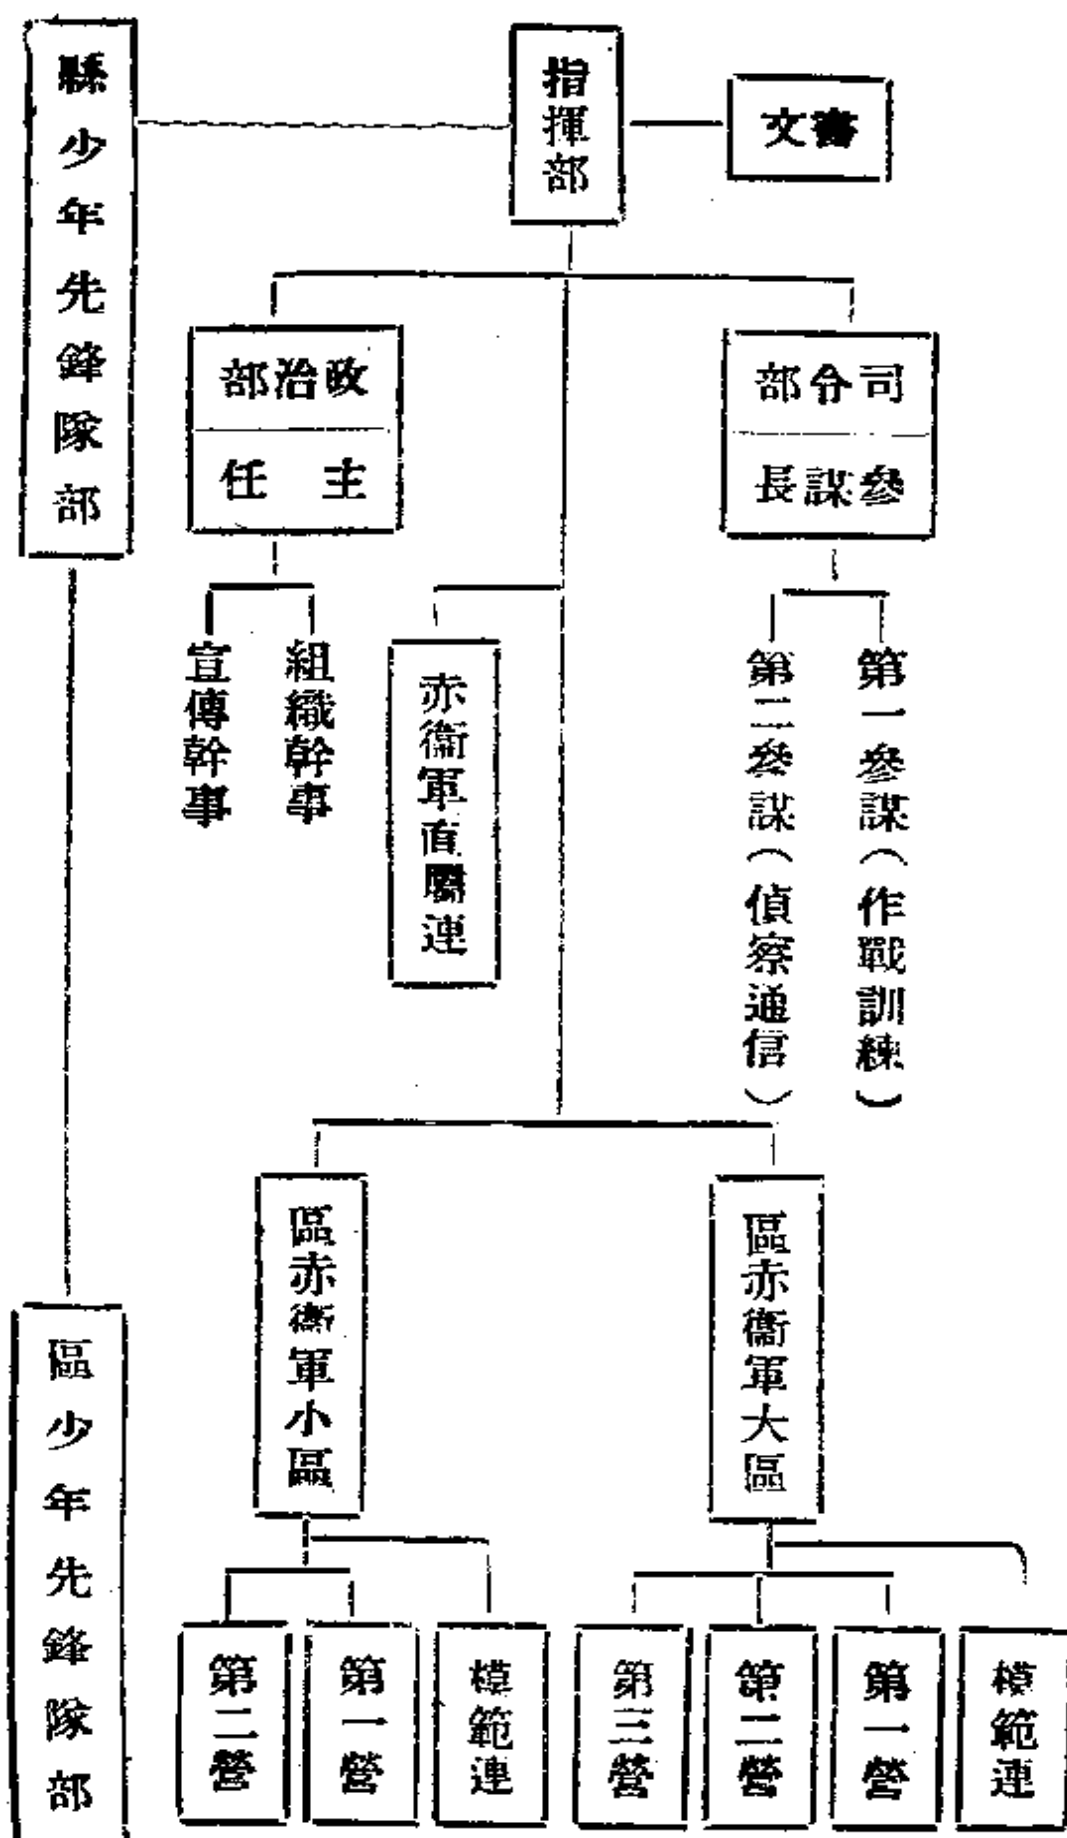 指揮部
文書
縣少年先鋒隊部
司令部
參謀長
政治部
主任
第一參謀(作戰訓練)
第二參謀(偵察通信)
組織幹事
宣傳幹事
赤衛軍直屬連
區赤衛軍大區
區赤衛軍小區
區少年先鋒隊部
模範連
第一營
第二營
第三營
模範連
第一營
第二營